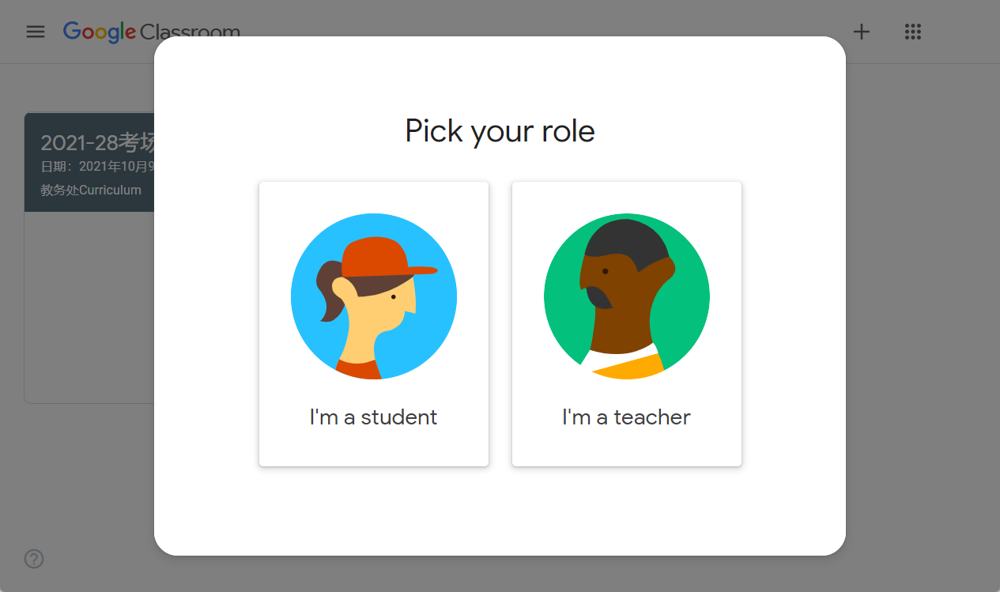 Google Classroom
2021-28考场
日期：2021年10月9
教务处Curriculum
Pick your role
I'm a student
I'm a teacher